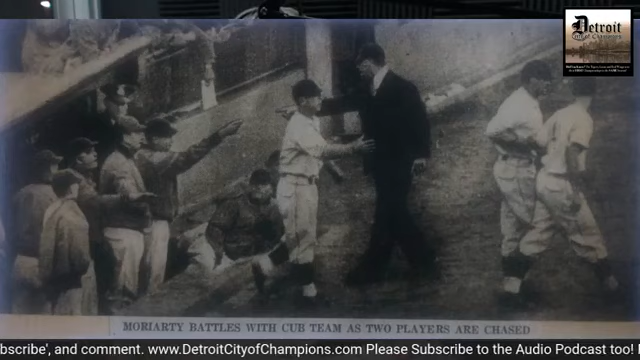 Detroit
City of Champions
MORIARTY BATTLES WITH CUB TEAM AS TWO PLAYERS ARE CHASED
bscribe', and comment. www.DetroitCityofChampions.com Please Subscribe to the Audio Podcast too!